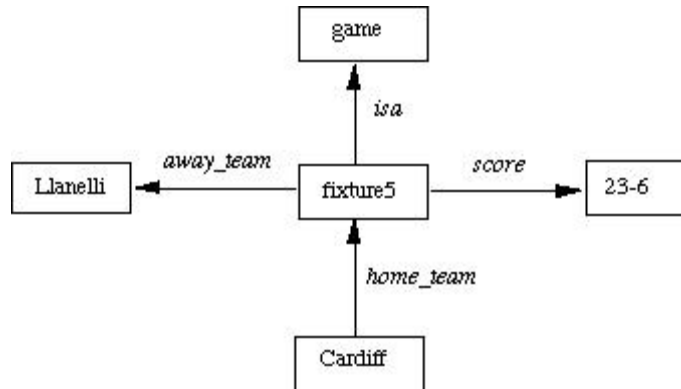 game
isa
away_team
score
Llanelli
fixture5
23-6
home_team
Cardiff